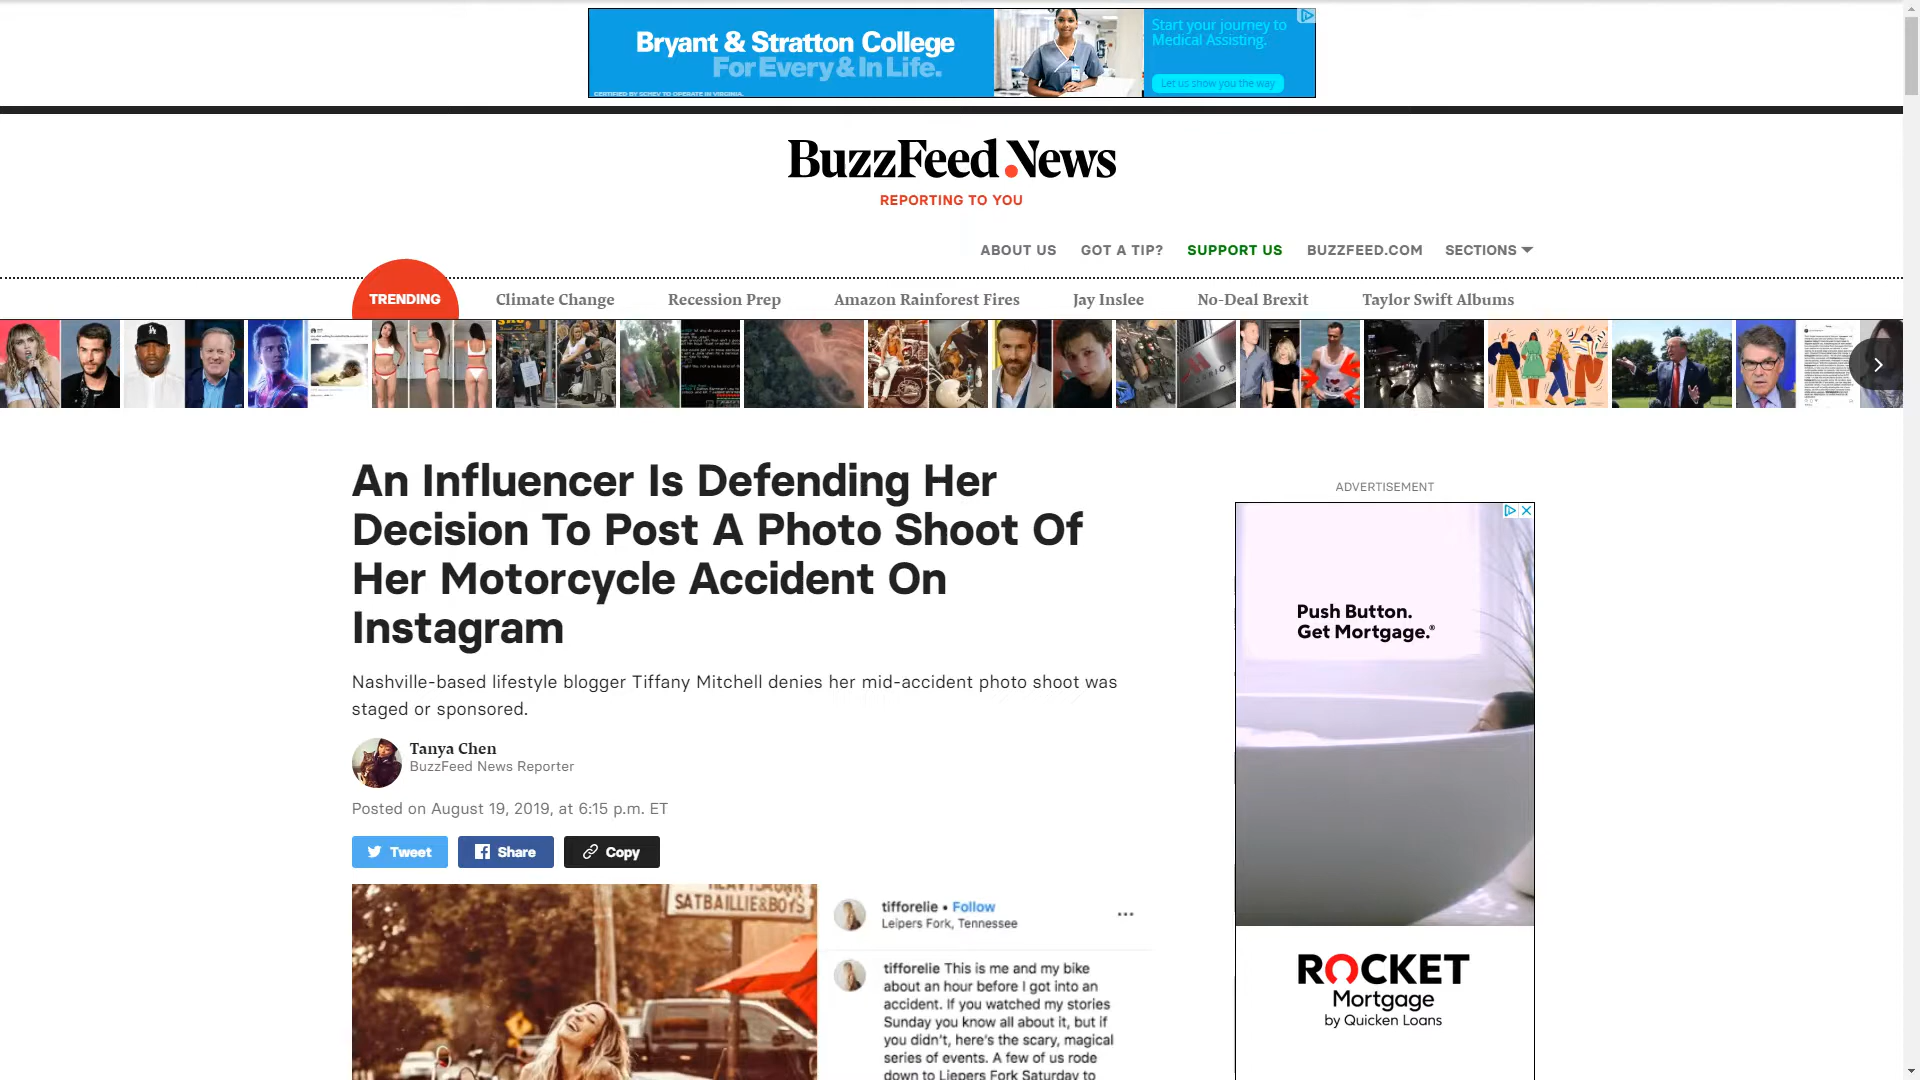 Bryant & Stratton College
For Every & In Life.
CERTIFIED BY SCHEV TO OPERATE IN VIRGINIA.
Start your journey to
Medical Assisting.
Let us show you the way
BuzzFeed News
REPORTING TO YOU
ABOUT US GOT A TIP? SUPPORT US BUZZFEED.COM SECTIONS
TRENDING Climate Change Recession Prep Amazon Rainforest Fires Jay Inslee No-Deal Brexit Taylor Swift Albums
An Influencer Is Defending Her
Decision To Post A Photo Shoot Of
Her Motorcycle Accident On
Instagram
Nashville-based lifestyle blogger Tiffany Mitchell denies her mid-accident photo shoot was
staged or sponsored.
Tanya Chen
BuzzFeed News Reporter
Posted on August 19, 2019, at 6:15 p.m. ET
Tweet Share Copy
SATBAILLIE&BOYS
tifforelie • Follow
Leipers Fork, Tennessee
tifforelie This is me and my bike
about an hour before I got into an
accident. If you watched my stories
Sunday you know all about it, but if
you didn't, here's the scary, magical
series of events. A few of us rode
down to Liepers Fork Saturday to
ADVERTISEMENT
Push Button.
Get Mortgage.®
ROCKET
Mortgage
by Quicken Loans